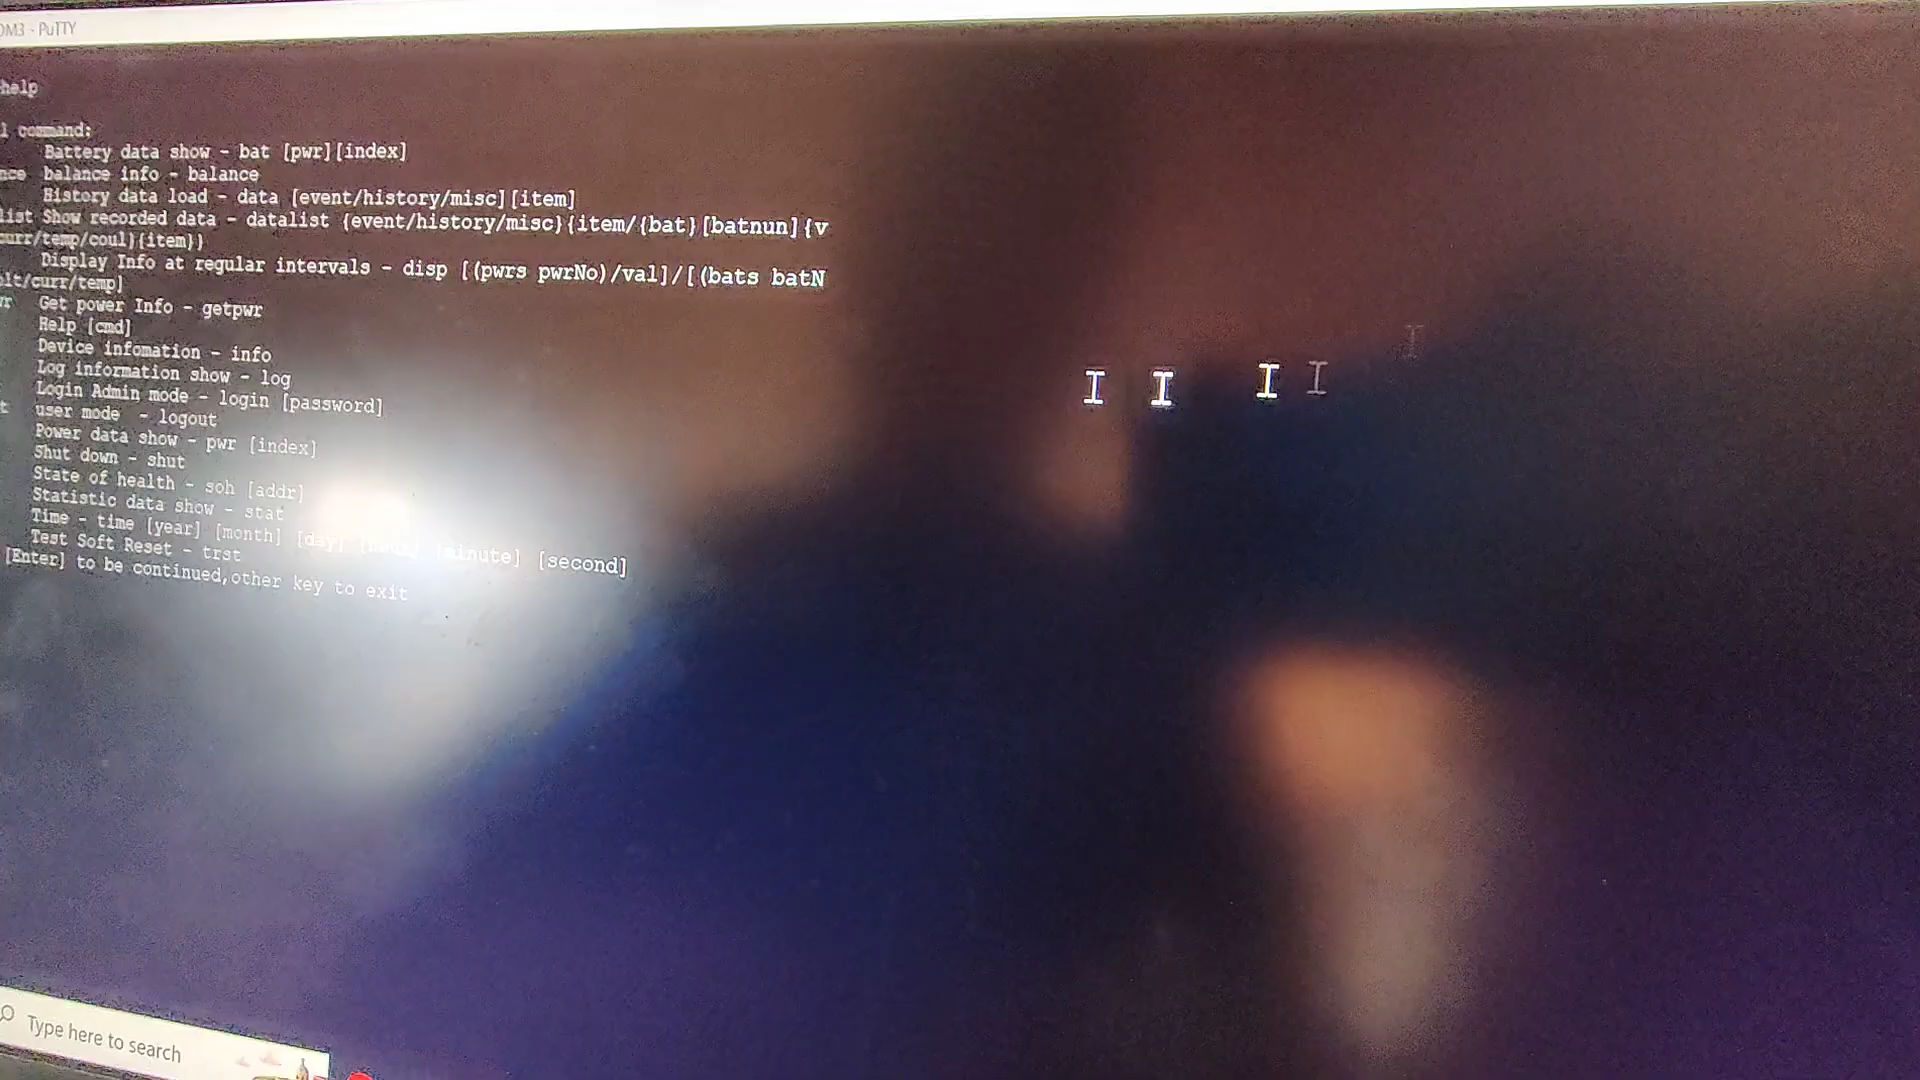 OM3 - PuTTY
help
l command:
Battery data show - bat [pwr][index]
nce balance info - balance
History data load - data [event/history/misc][item]
list Show recorded data - datalist {event/history/misc}{item/{bat}[batnun]{v
curr/temp/coul}{item}}
Display Info at regular intervals - disp [(pwrs pwrNo)/val]/[(bats batN
olt/curr/temp]
wr Get power Info - getpwr
Help [cmd]
Device infomation - info
Log information show - log
Login Admin mode - login [password]
t user mode - logout
Power data show - pwr [index]
Shut down - shut
State of health - soh [addr]
Statistic data show - stat
Time - time [year] [month] [day] [hour] [minute] [second]
Test Soft Reset - trst
[Enter] to be continued,other key to exit
Type here to search